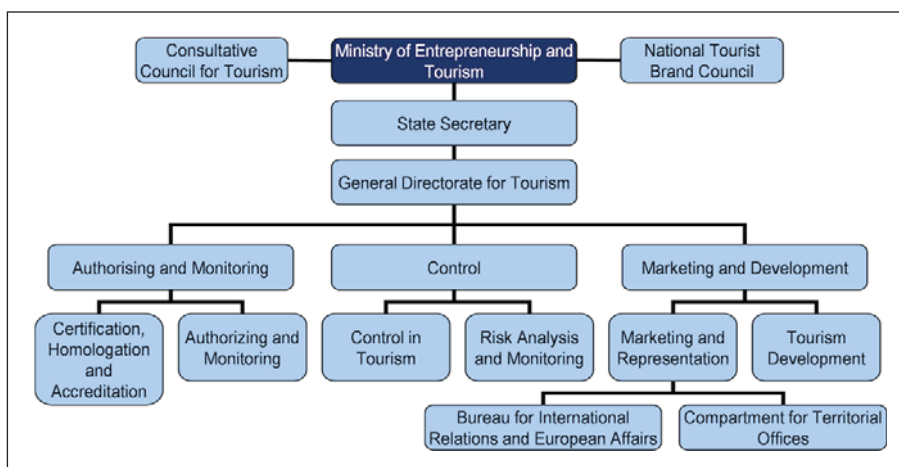 Consultative
Council for Tourism
Ministry of Entrepreneurship and
Tourism
National Tourist
Brand Council
State Secretary
General Directorate for Tourism
Authorising and Monitoring
Control
Marketing and Development
Certification,
Homologation
and
Accreditation
Authorizing and
Monitoring
Control in
Tourism
Risk Analysis
and Monitoring
Marketing and
Representation
Tourism
Development
Bureau for International
Relations and European Affairs
Compartment for Territorial
Offices